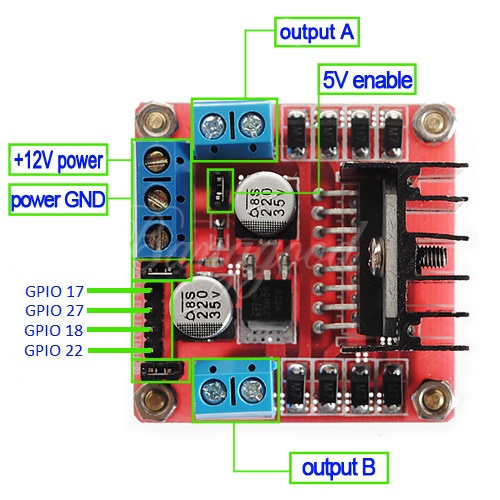 output A
5V enable
+12V power
power GND
GPIO 17
GPIO 27
GPIO 18
GPIO 22
output B
8S
220
35V
8S
220
35V